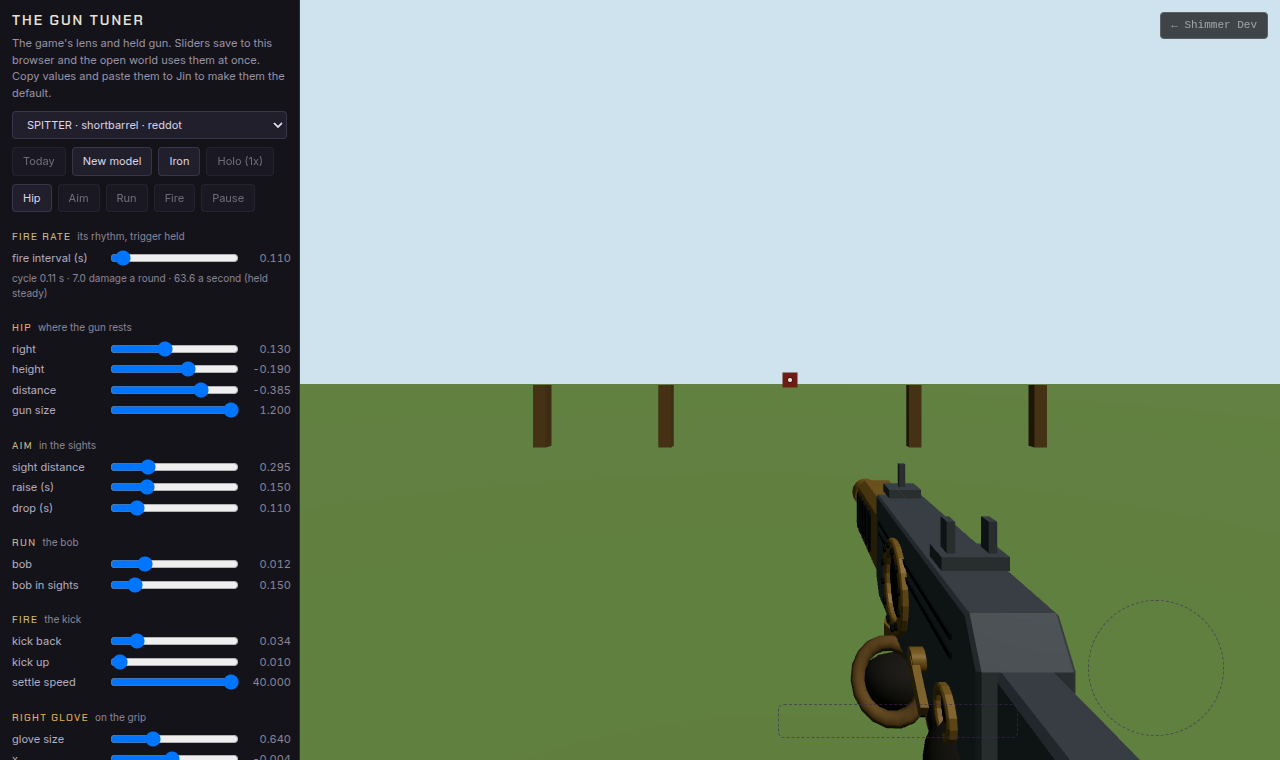 THE GUN TUNER
The game's lens and held gun. Sliders save to this
browser and the open world uses them at once.
Copy values and paste them to Jin to make them the
default.
SPITTER · shortbarrel · reddot
Today New model Iron Holo (1x)
Hip Aim Run Fire Pause
FIRE RATE its rhythm, trigger held
fire interval (s) 0.110
cycle 0.11 s · 7.0 damage a round · 63.6 a second (held
steady)
HIP where the gun rests
right 0.130
height -0.190
distance -0.385
gun size 1.200
AIM in the sights
sight distance 0.295
raise (s) 0.150
drop (s) 0.110
RUN the bob
bob 0.012
bob in sights 0.150
FIRE the kick
kick back 0.034
kick up 0.010
settle speed 40.000
RIGHT GLOVE on the grip
glove size 0.640
x -0.004
← Shimmer Dev